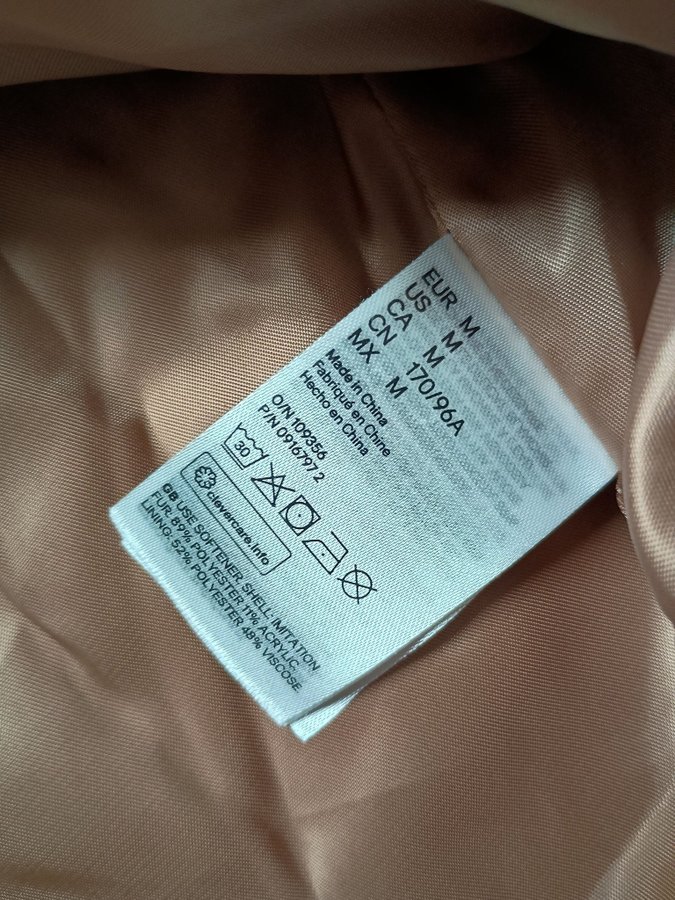 EUR M
US M
CA M
CN 170/96A
MX M
Made in China
Fabriqué en Chine
Hecho en China
O/N 109356
P/N 0916797 2
30
clevercare.info
GB USE SOFTENER SHELL: IMITATION
FUR: 89% POLYESTER 11% ACRYLIC.
LINING: 52% POLYESTER 48% VISCOSE